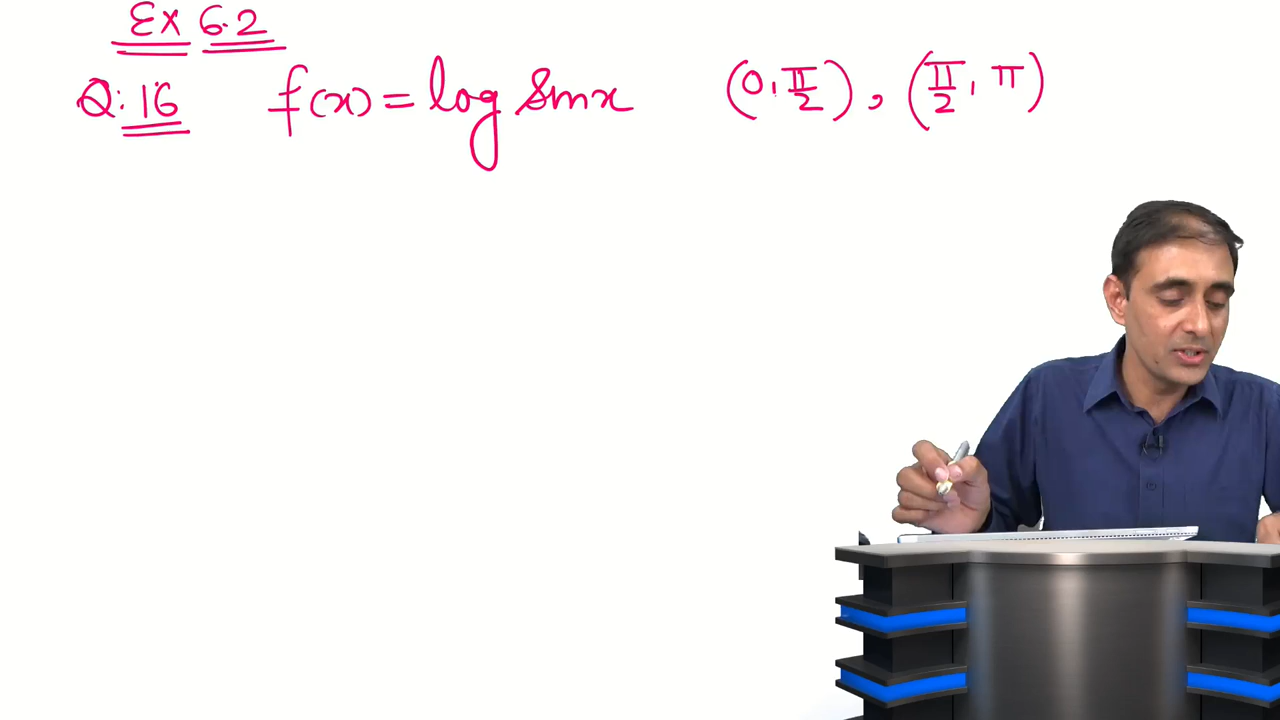 Ex 6.2
Q: 16 f(x) = log sinx (0, π/2), (π/2, π)